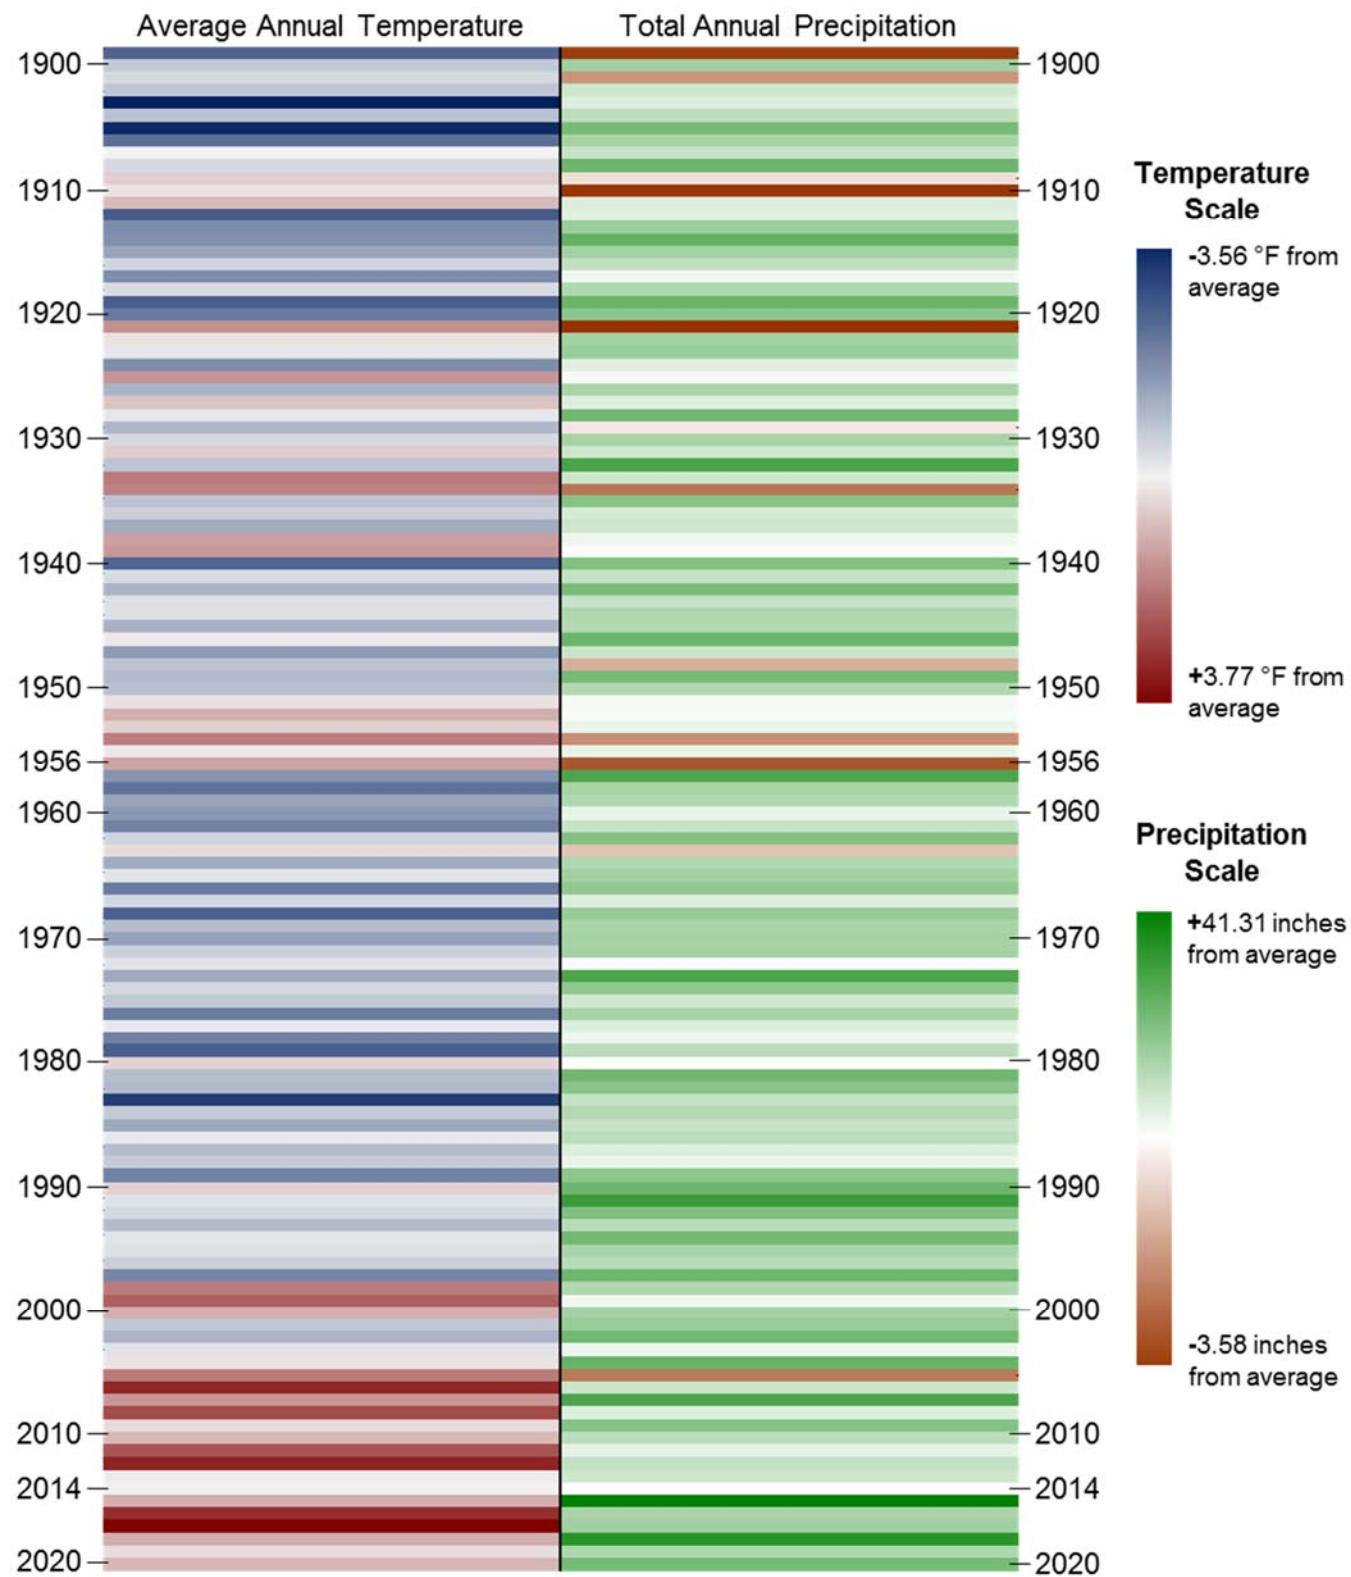 Average Annual Temperature Total Annual Precipitation
1900 1900
1910 1910
1920 1920
1930 1930
1940 1940
1950 1950
1956 1956
1960 1960
1970 1970
1980 1980
1990 1990
2000 2000
2010 2010
2014 2014
2020 2020
Temperature
Scale
-3.56 °F from
average
+3.77 °F from
average
Precipitation
Scale
+41.31 inches
from average
-3.58 inches
from average